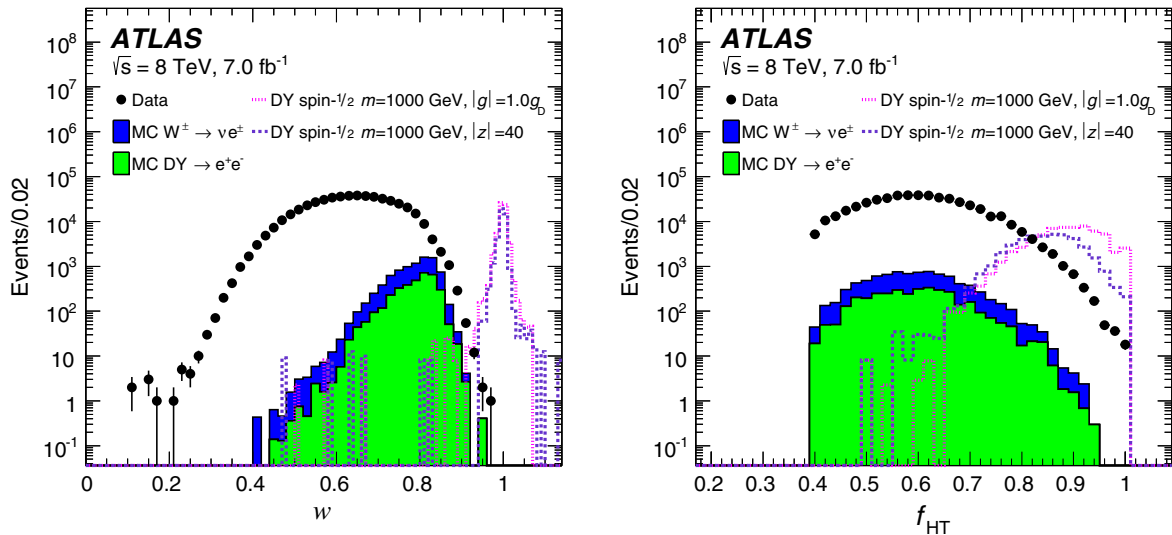 ATLAS
√s = 8 TeV, 7.0 fb⁻¹
Data
MC W± → νe±
MC DY → e⁺e⁻
DY spin-1/2 m=1000 GeV, |g|=1.0g_D
DY spin-1/2 m=1000 GeV, |z|=40
Events/0.02
10⁸
10⁷
10⁶
10⁵
10⁴
10³
10²
10
1
10⁻¹
0 0.2 0.4 0.6 0.8 1
w
ATLAS
√s = 8 TeV, 7.0 fb⁻¹
Data
MC W± → νe±
MC DY → e⁺e⁻
DY spin-1/2 m=1000 GeV, |g|=1.0g_D
DY spin-1/2 m=1000 GeV, |z|=40
Events/0.02
10⁸
10⁷
10⁶
10⁵
10⁴
10³
10²
10
1
10⁻¹
0.2 0.3 0.4 0.5 0.6 0.7 0.8 0.9 1
f_HT